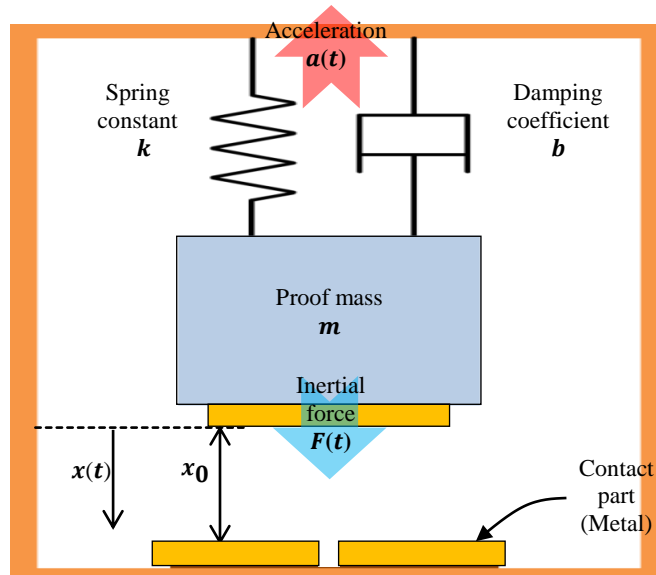 Acceleration
a(t)
Spring
constant
k
Damping
coefficient
b
Proof mass
m
Inertial
force
F(t)
x(t)
x0
Contact
part
(Metal)